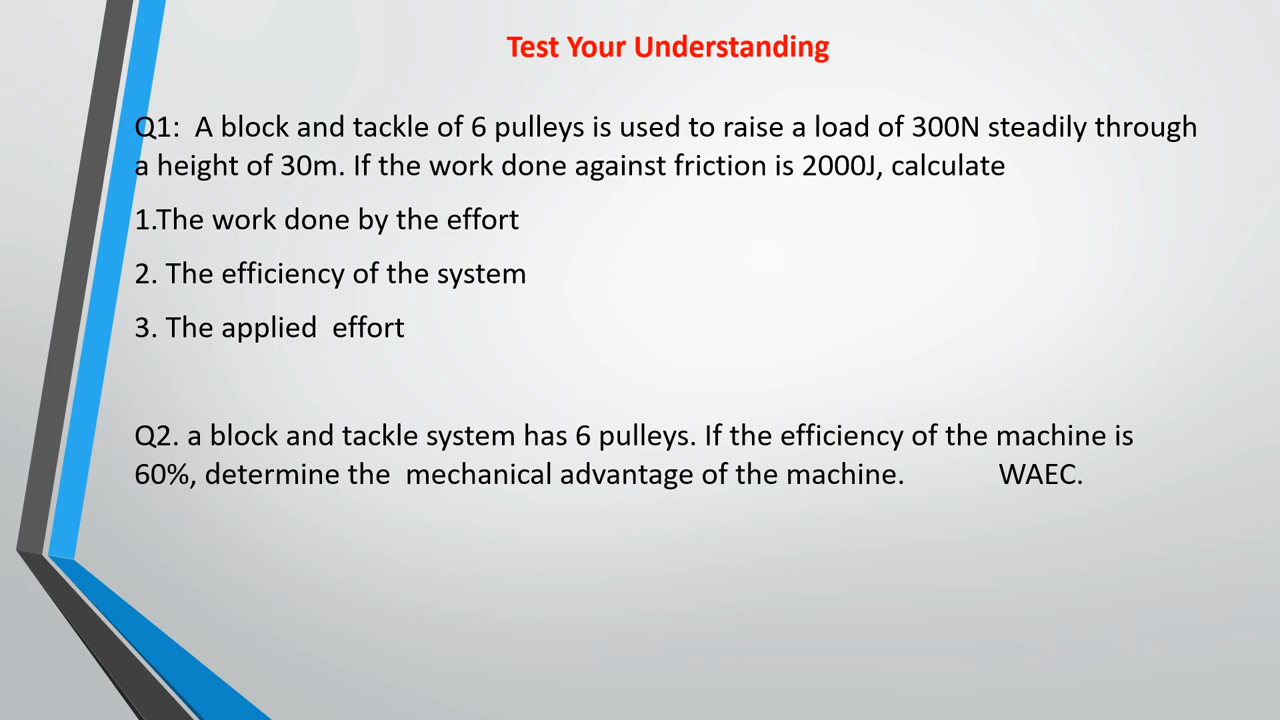 Test Your Understanding
Q1:  A block and tackle of 6 pulleys is used to raise a load of 300N steadily through
a height of 30m. If the work done against friction is 2000J, calculate
1.The work done by the effort
2. The efficiency of the system
3. The applied  effort
Q2. a block and tackle system has 6 pulleys. If the efficiency of the machine is
60%, determine the  mechanical advantage of the machine.            WAEC.